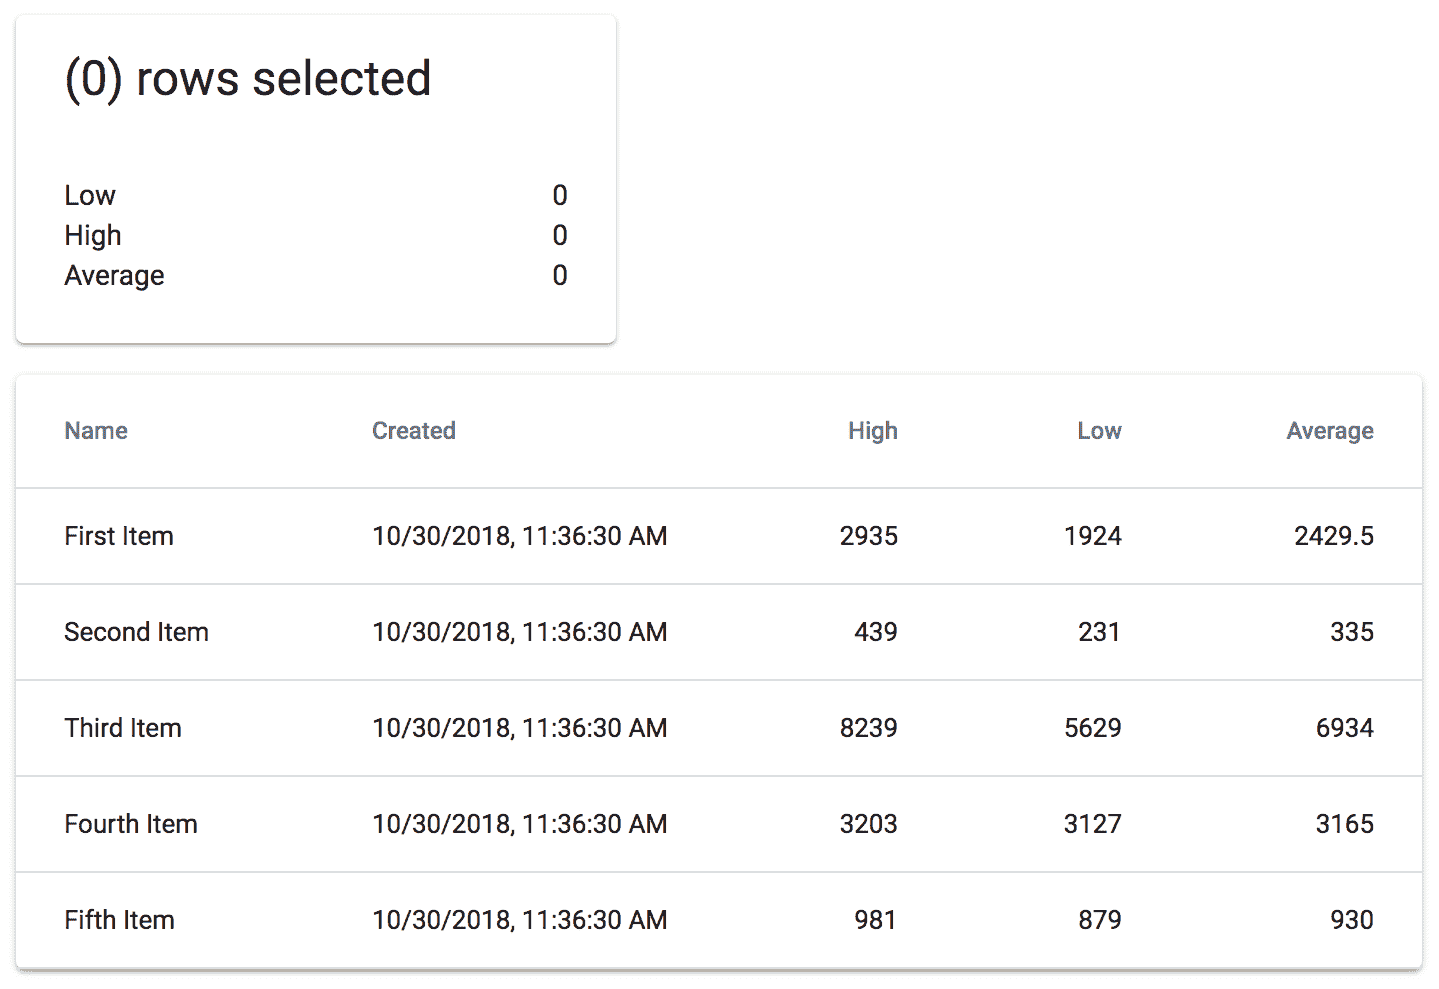 (0) rows selected
Low 0
High 0
Average 0
Name Created High Low Average
First Item 10/30/2018, 11:36:30 AM 2935 1924 2429.5
Second Item 10/30/2018, 11:36:30 AM 439 231 335
Third Item 10/30/2018, 11:36:30 AM 8239 5629 6934
Fourth Item 10/30/2018, 11:36:30 AM 3203 3127 3165
Fifth Item 10/30/2018, 11:36:30 AM 981 879 930